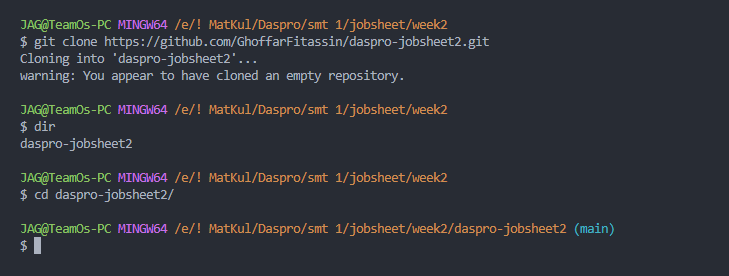 JAG@TeamOs-PC MINGW64 /e/! MatKul/Daspro/smt 1/jobsheet/week2
$ git clone https://github.com/GhoffarFitassin/daspro-jobsheet2.git
Cloning into 'daspro-jobsheet2'...
warning: You appear to have cloned an empty repository.
JAG@TeamOs-PC MINGW64 /e/! MatKul/Daspro/smt 1/jobsheet/week2
$ dir
daspro-jobsheet2
JAG@TeamOs-PC MINGW64 /e/! MatKul/Daspro/smt 1/jobsheet/week2
$ cd daspro-jobsheet2/
JAG@TeamOs-PC MINGW64 /e/! MatKul/Daspro/smt 1/jobsheet/week2/daspro-jobsheet2 (main)
$